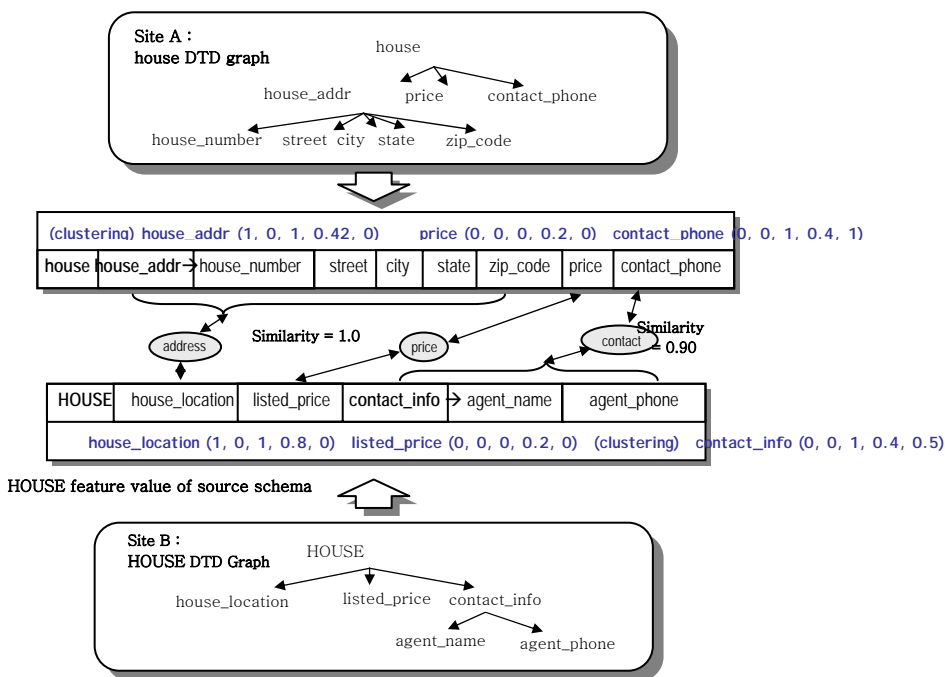 Site A :
house DTD graph
house
house_addr price contact_phone
house_number street city state zip_code
(clustering) house_addr (1, 0, 1, 0.42, 0) price (0, 0, 0, 0.2, 0) contact_phone (0, 0, 1, 0.4, 1)
house house_addr→house_number street city state zip_code price contact_phone
address Similarity = 1.0 price contact Similarity
= 0.90
HOUSE house_location listed_price contact_info → agent_name agent_phone
house_location (1, 0, 1, 0.8, 0) listed_price (0, 0, 0, 0.2, 0) (clustering) contact_info (0, 0, 1, 0.4, 0.5)
HOUSE feature value of source schema
Site B :
HOUSE DTD Graph
HOUSE
house_location listed_price contact_info
agent_name agent_phone